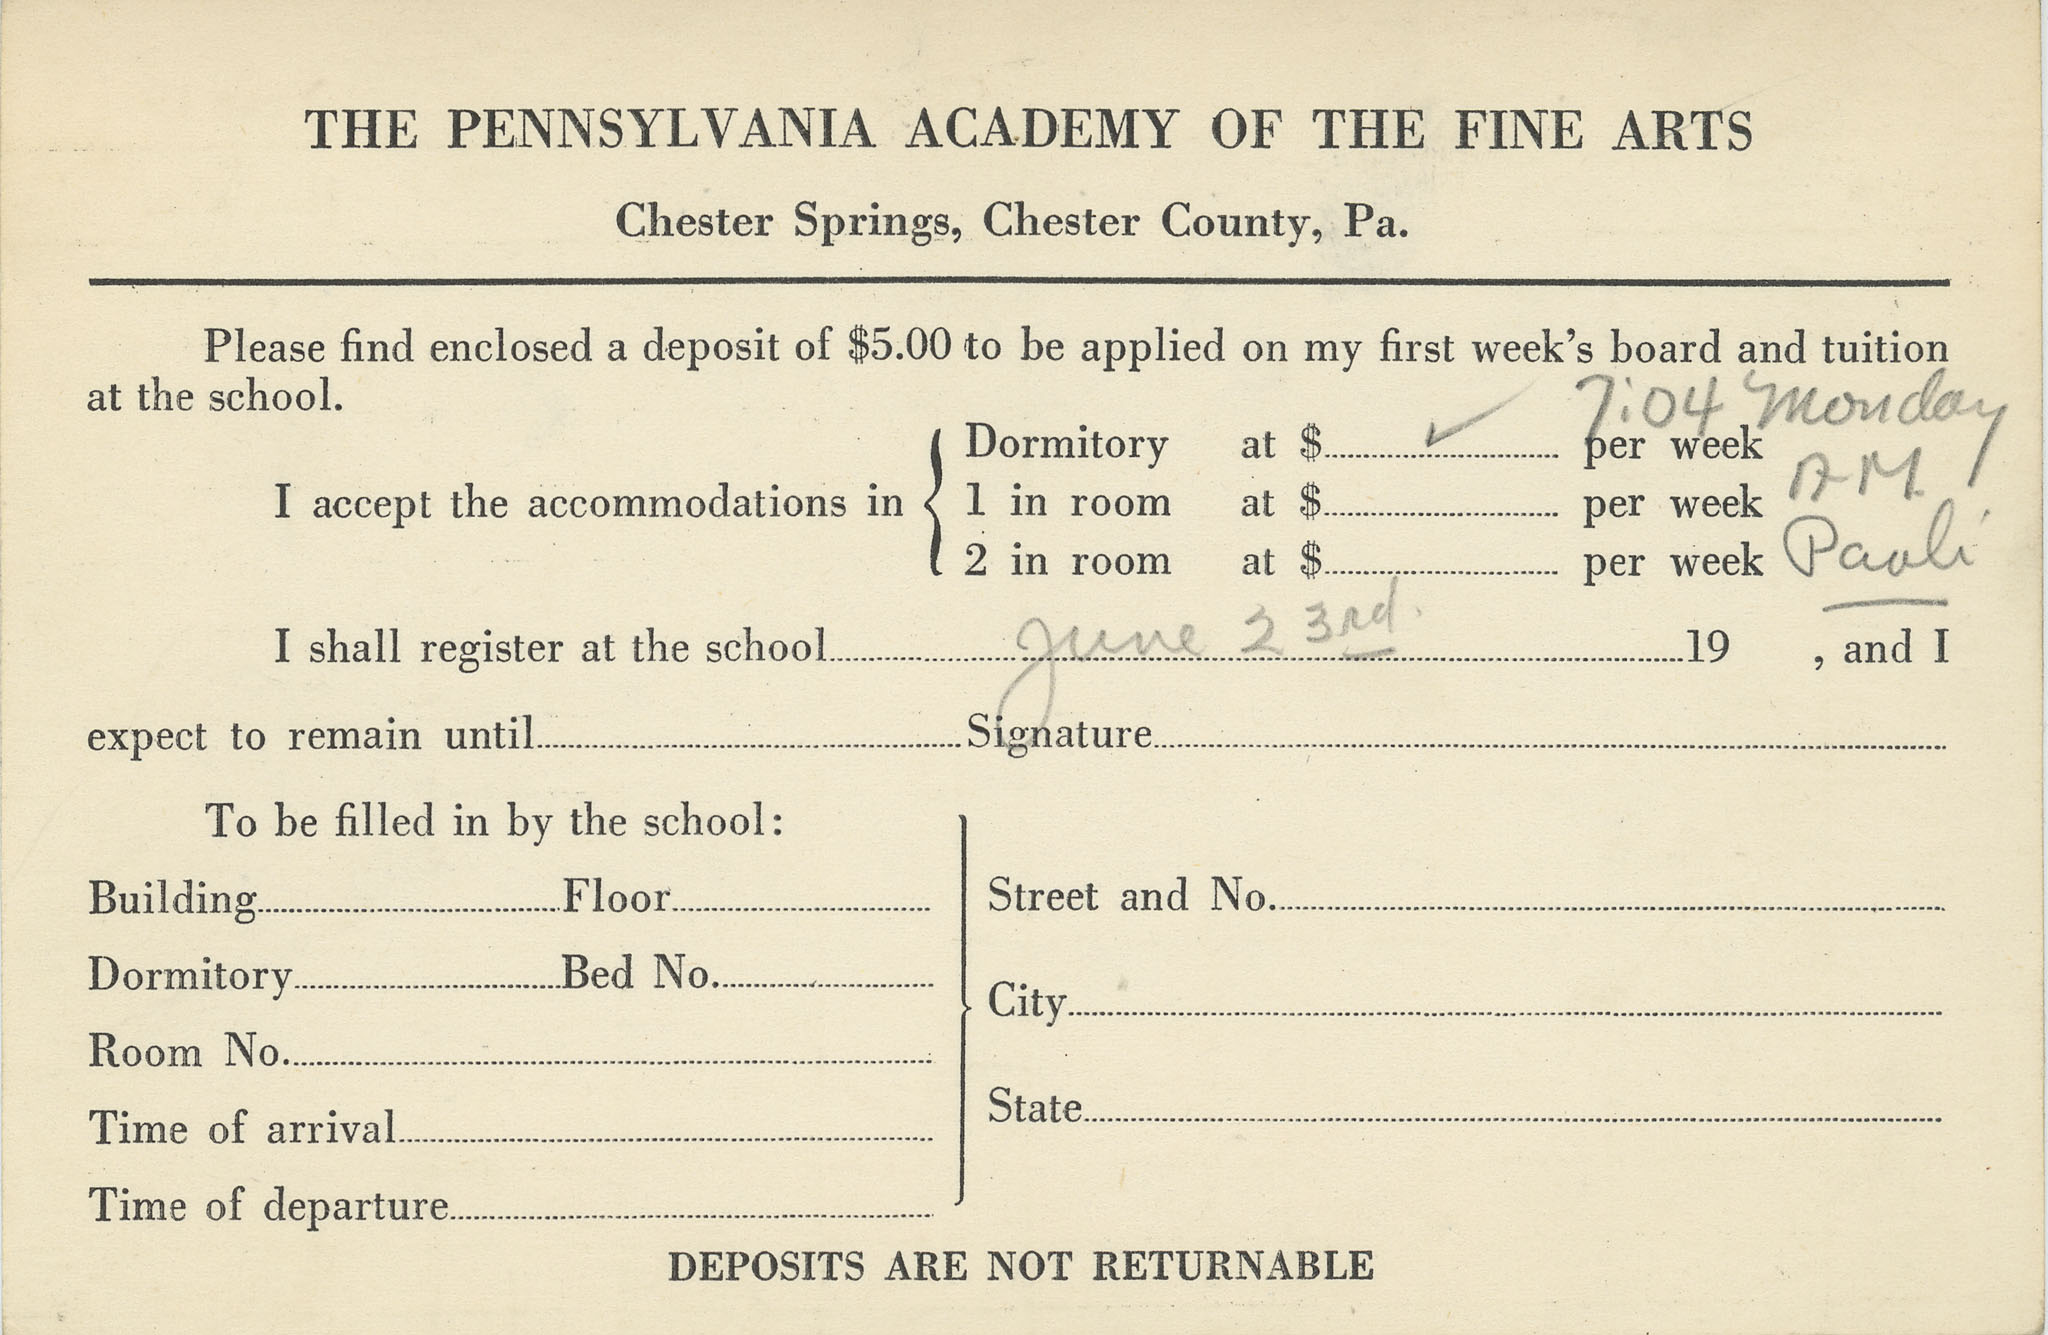 THE PENNSYLVANIA ACADEMY OF THE FINE ARTS
Chester Springs, Chester County, Pa.
Please find enclosed a deposit of $5.00 to be applied on my first week's board and tuition
at the school.
7:04 Monday
A.M.
Paoli
I accept the accommodations in
Dormitory at $ ✓ per week
1 in room at $ per week
2 in room at $ per week
I shall register at the school June 23rd. 19 , and I
expect to remain until Signature
To be filled in by the school:
Building Floor
Dormitory Bed No.
Room No.
Time of arrival
Time of departure
Street and No.
City
State
DEPOSITS ARE NOT RETURNABLE